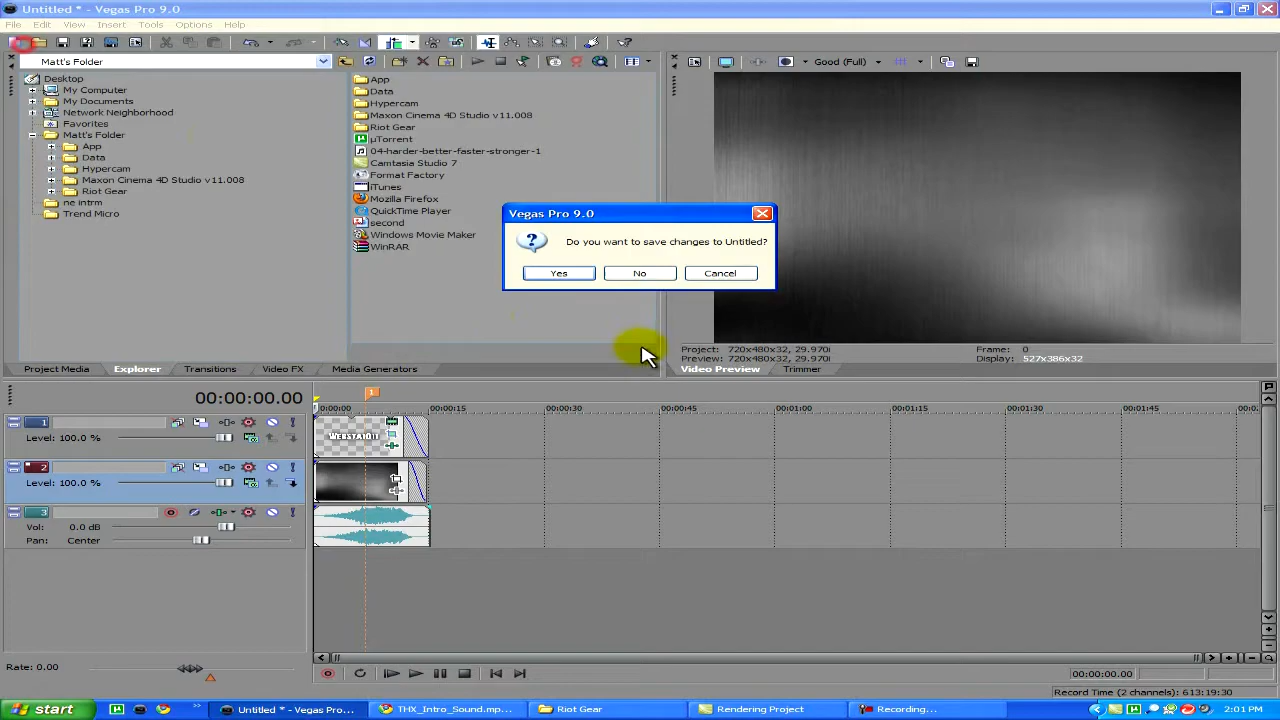 Untitled * - Vegas Pro 9.0
File Edit View Insert Tools Options Help
Matt's Folder
Good (Full)
Desktop
My Computer
My Documents
Network Neighborhood
Favorites
Matt's Folder
App
Data
Hypercam
Maxon Cinema 4D Studio v11.008
Riot Gear
ne intrm
Trend Micro
App
Data
Hypercam
Maxon Cinema 4D Studio v11.008
Riot Gear
µTorrent
04-harder-better-faster-stronger-1
Camtasia Studio 7
Format Factory
iTunes
Mozilla Firefox
QuickTime Player
second
Windows Movie Maker
WinRAR
Vegas Pro 9.0
Do you want to save changes to Untitled?
Yes No Cancel
Project: 720x480x32, 29.970i Frame: 0
Preview: 720x480x32, 29.970i Display: 527x386x32
Project Media Explorer Transitions Video FX Media Generators
Video Preview Trimmer
00:00:00.00
1
0:00:00 00:00:15 00:00:30 00:00:45 00:01:00 00:01:15 00:01:30 00:01:45 00:0
1
Level: 100.0 %
2
Level: 100.0 %
3
Vol: 0.0 dB
Pan: Center
Rate: 0.00
00:00:00.00
Record Time (2 channels): 613:19:30
start Untitled * - Vegas Pro... THX_Intro_Sound.mp... Riot Gear Rendering Project Recording... 2:01 PM